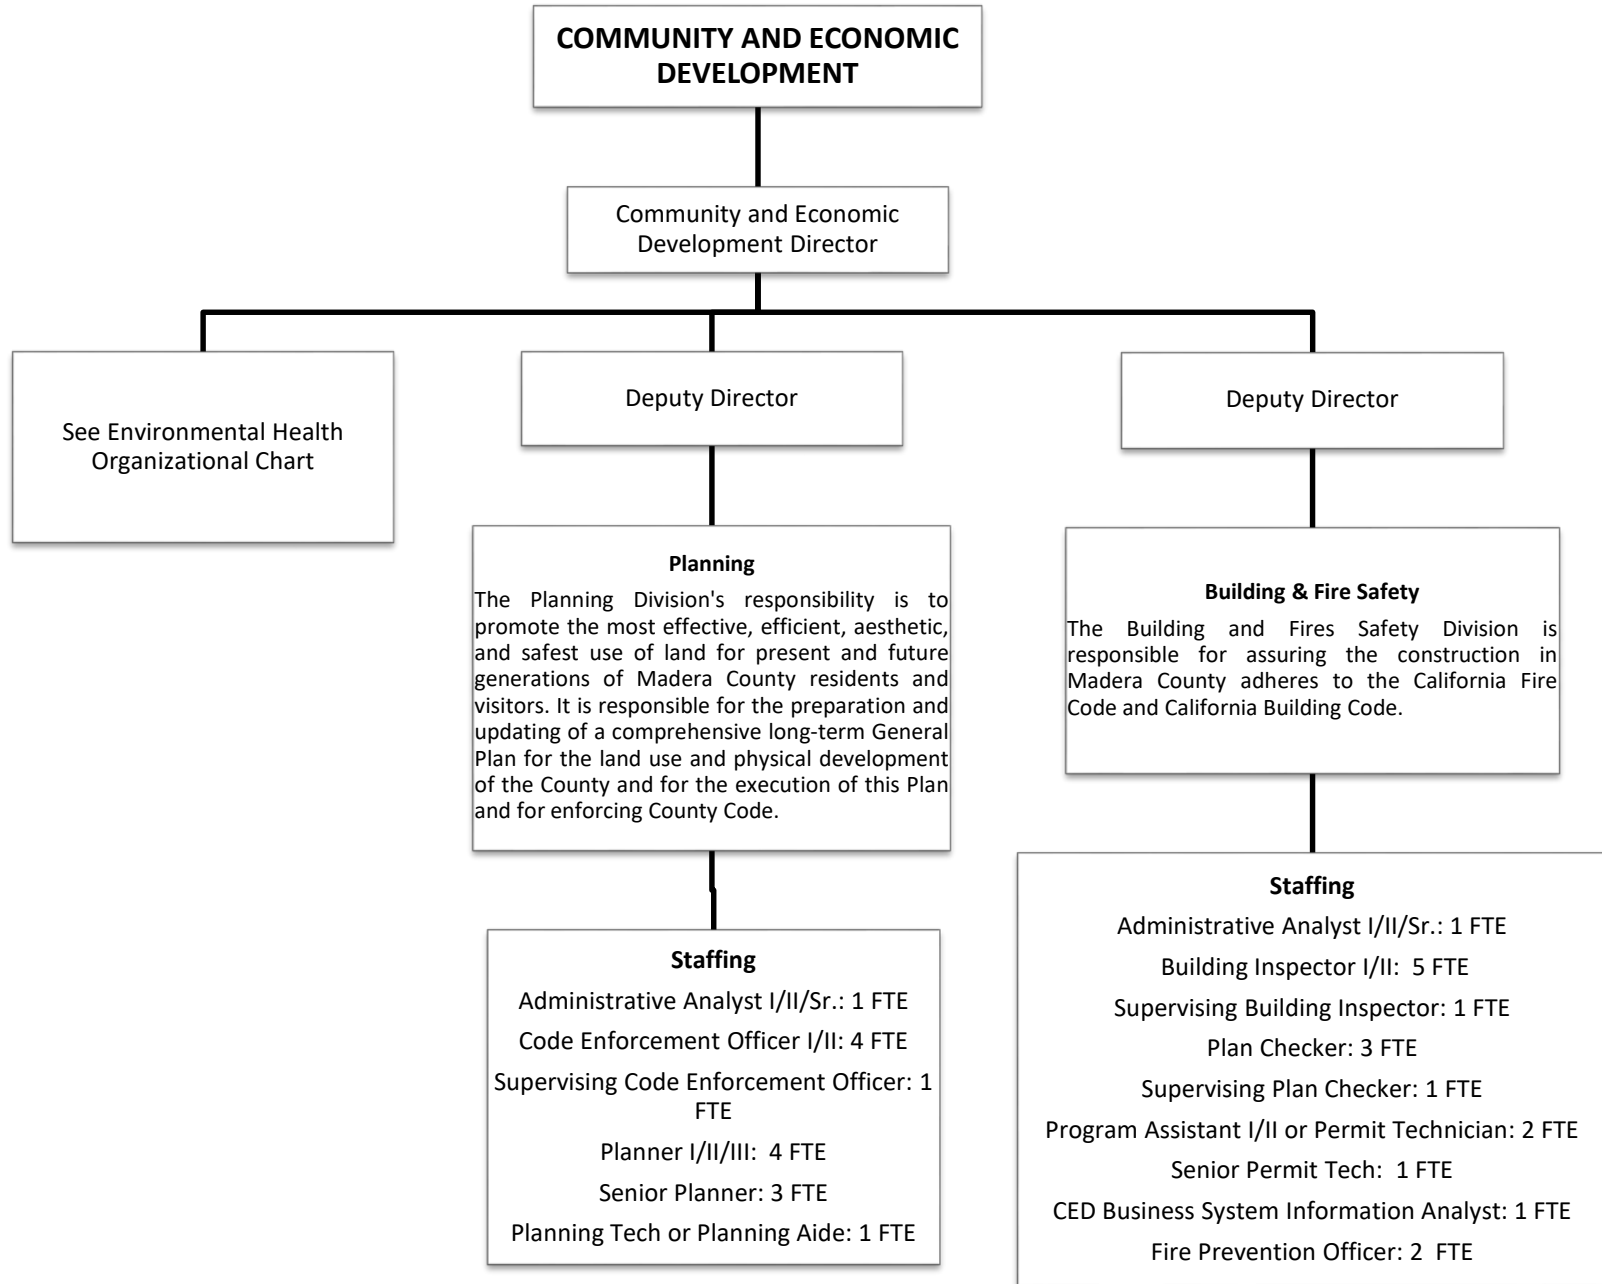 COMMUNITY AND ECONOMIC
DEVELOPMENT
Community and Economic
Development Director
See Environmental Health
Organizational Chart
Deputy Director
Deputy Director
Planning
The Planning Division's responsibility is to
promote the most effective, efficient, aesthetic,
and safest use of land for present and future
generations of Madera County residents and
visitors. It is responsible for the preparation and
updating of a comprehensive long-term General
Plan for the land use and physical development
of the County and for the execution of this Plan
and for enforcing County Code.
Building & Fire Safety
The Building and Fires Safety Division is
responsible for assuring the construction in
Madera County adheres to the California Fire
Code and California Building Code.
Staffing
Administrative Analyst I/II/Sr.: 1 FTE
Code Enforcement Officer I/II: 4 FTE
Supervising Code Enforcement Officer: 1
FTE
Planner I/II/III: 4 FTE
Senior Planner: 3 FTE
Planning Tech or Planning Aide: 1 FTE
Staffing
Administrative Analyst I/II/Sr.: 1 FTE
Building Inspector I/II: 5 FTE
Supervising Building Inspector: 1 FTE
Plan Checker: 3 FTE
Supervising Plan Checker: 1 FTE
Program Assistant I/II or Permit Technician: 2 FTE
Senior Permit Tech: 1 FTE
CED Business System Information Analyst: 1 FTE
Fire Prevention Officer: 2 FTE